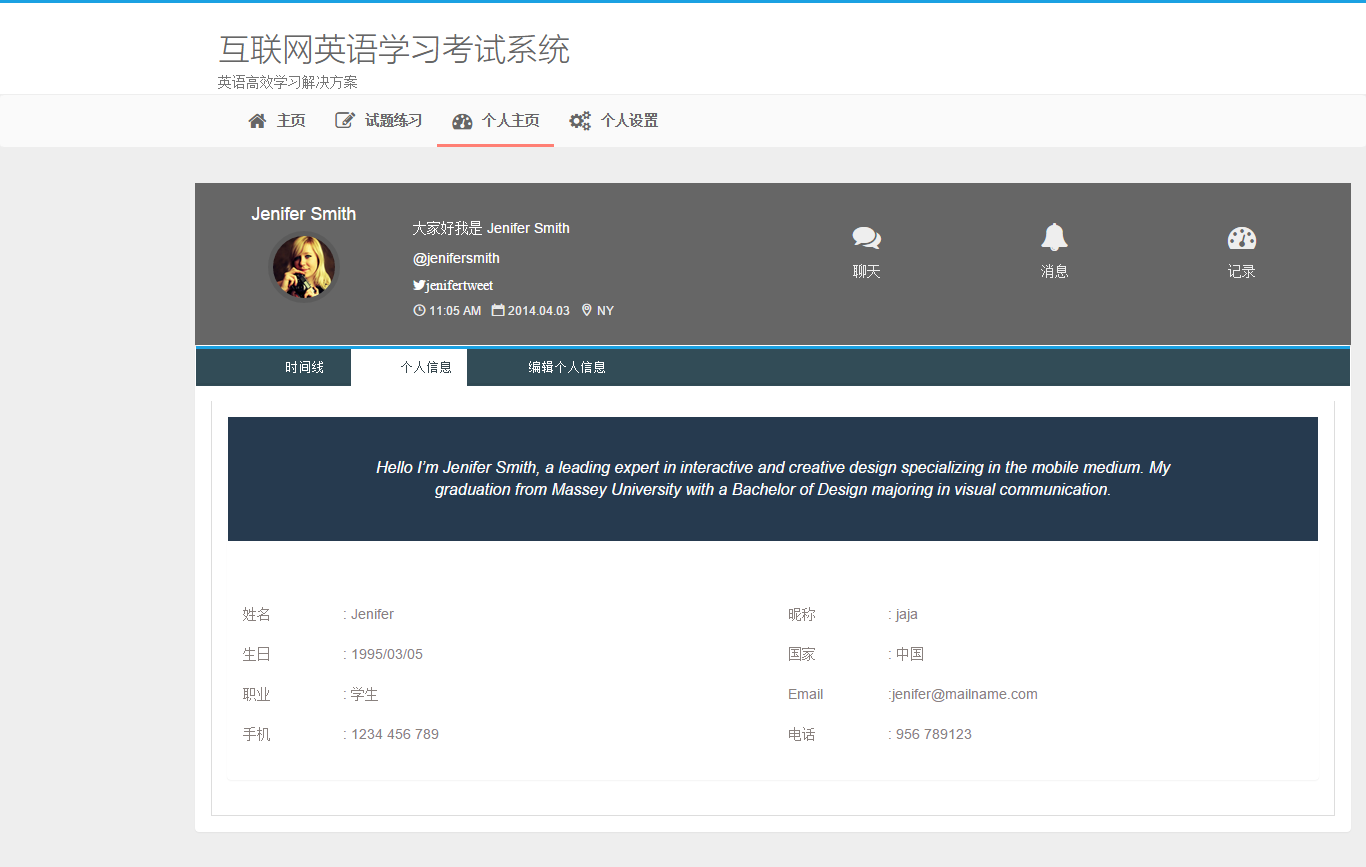 互联网英语学习考试系统
英语高效学习解决方案
主页 试题练习 个人主页 个人设置
Jenifer Smith
大家好我是 Jenifer Smith
@jenifersmith
jenifertweet
11:05 AM 2014.04.03 NY
聊天 消息 记录
时间线 个人信息 编辑个人信息
Hello I'm Jenifer Smith, a leading expert in interactive and creative design specializing in the mobile medium. My
graduation from Massey University with a Bachelor of Design majoring in visual communication.
姓名 : Jenifer 昵称 : jaja
生日 : 1995/03/05 国家 : 中国
职业 : 学生 Email :jenifer@mailname.com
手机 : 1234 456 789 电话 : 956 789123